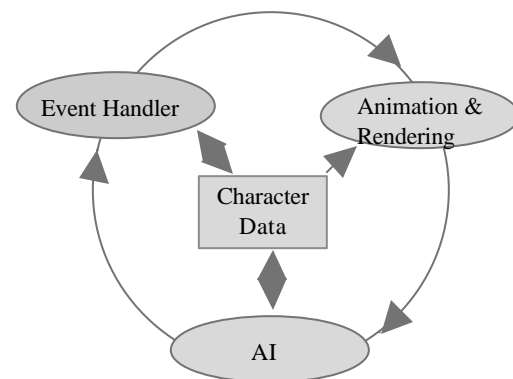 Event Handler
Animation &
Rendering
Character
Data
AI